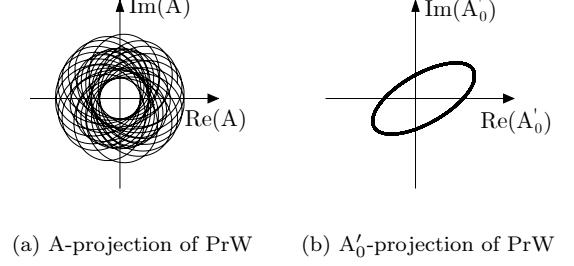 Im(A)
Re(A)
Im(A'₀)
Re(A'₀)
(a) A-projection of PrW
(b) A′₀-projection of PrW